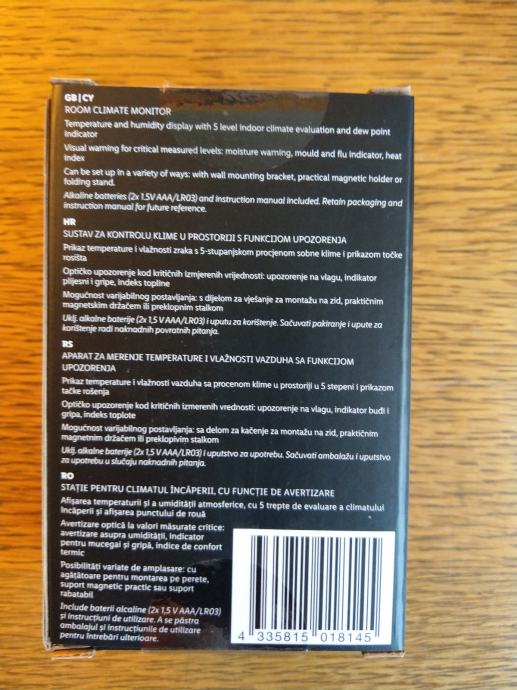 GB|CY
ROOM CLIMATE MONITOR
Temperature and humidity display with 5 level indoor climate evaluation and dew point
indicator
Visual warning for critical measured levels: moisture warning, mould and flu indicator, heat
index
Can be set up in a variety of ways: with wall mounting bracket, practical magnetic holder or
folding stand.
Alkaline batteries (2x 1.5V AAA/LR03) and instruction manual included. Retain packaging and
instruction manual for future reference.
HR
SUSTAV ZA KONTROLU KLIME U PROSTORIJI S FUNKCIJOM UPOZORENJA
Prikaz temperature i vlažnosti zraka s 5-stupanjskom procjenom sobne klime i prikazom točke
rosišta
Optičko upozorenje kod kritičnih izmjerenih vrijednosti: upozorenje na vlagu, indikator
plijesni i gripe, indeks topline
Mogućnost varijabilnog postavljanja: s dijelom za vješanje za montažu na zid, praktičnim
magnetskim držačem ili preklopnim stalkom
Uklj. alkalne baterije (2x 1,5 V AAA/LR03) i uputu za korištenje. Sačuvati pakiranje i upute za
korištenje radi naknadnih povratnih pitanja.
RS
APARAT ZA MERENJE TEMPERATURE I VLAŽNOSTI VAZDUHA SA FUNKCIJOM
UPOZORENJA
Prikaz temperature i vlažnosti vazduha sa procenom klime u prostoriji u 5 stepeni i prikazom
tačke rošenja
Optičko upozorenje kod kritičnih izmerenih vrednosti: upozorenje na vlagu, indikator buđi i
gripa, indeks toplote
Mogućnost varijabilnog postavljanja: sa delom za kačenje za montažu na zid, praktičnim
magnetnim držačem ili preklopivim stalkom
Uklj. alkalne baterije (2x 1,5 V AAA/LR03) i uputstvo za upotrebu. Sačuvati ambalažu i uputstvo
za upotrebu u slučaju naknadnih pitanja.
RO
STAȚIE PENTRU CLIMATUL ÎNCĂPERII, CU FUNCȚIE DE AVERTIZARE
Afișarea temperaturii și a umidității atmosferice, cu 5 trepte de evaluare a climatului
încăperii și afișarea punctului de rouă
Avertizare optică la valori măsurate critice:
avertizare asupra umidității, indicator
pentru mucegai și gripă, indice de confort
termic
Posibilități variate de amplasare: cu
agățătoare pentru montarea pe perete,
suport magnetic practic sau suport
rabatabil
Include baterii alcaline (2x 1,5 V AAA/LR03)
și instrucțiuni de utilizare. A se păstra
ambalajul și instrucțiunile de utilizare
pentru întrebări ulterioare.
4 335815 018145